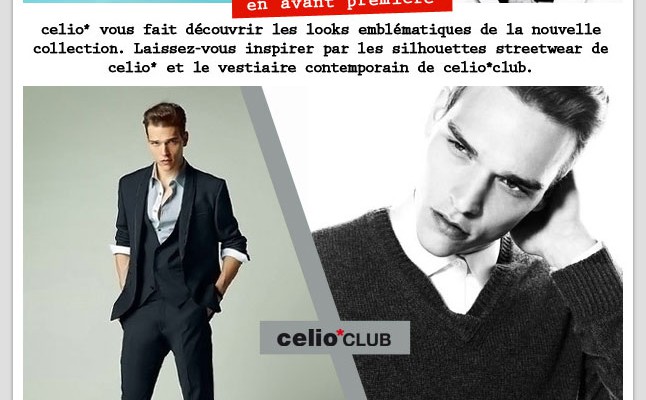 en avant première
celio* vous fait découvrir les looks emblématiques de la nouvelle
collection. Laissez-vous inspirer par les silhouettes streetwear de
celio* et le vestiaire contemporain de celio*club.
celio*CLUB